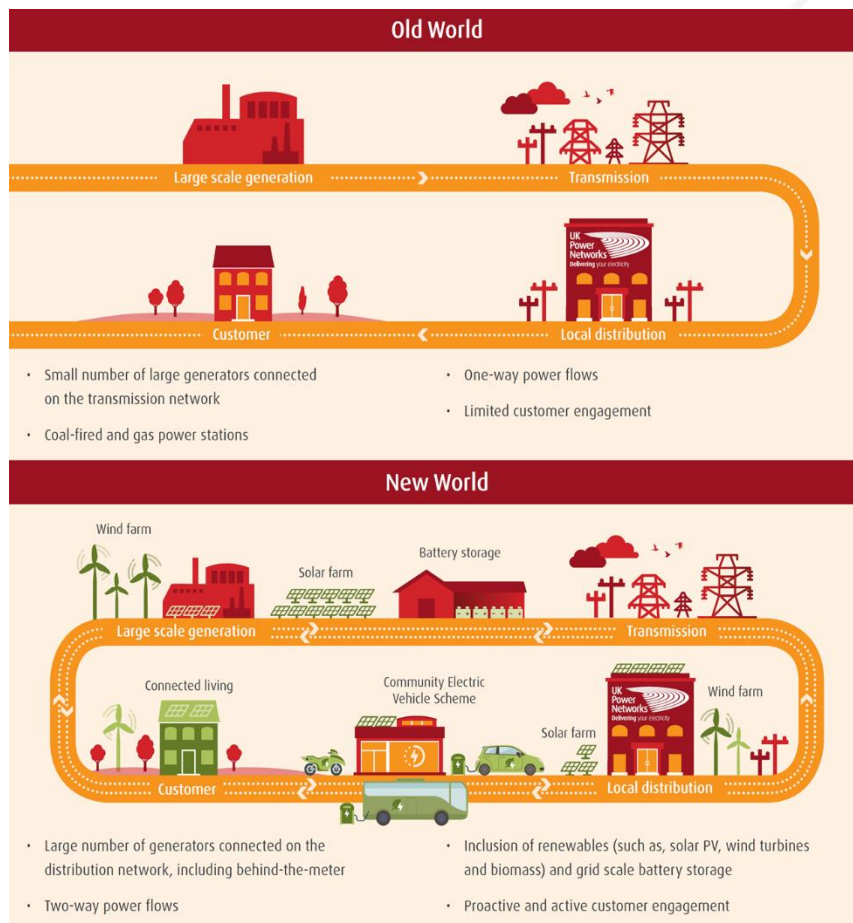 Old World
Large scale generation
Transmission
UK
Power
Networks
Delivering your electricity
Customer
Local distribution
• Small number of large generators connected
on the transmission network
• Coal-fired and gas power stations
• One-way power flows
• Limited customer engagement
New World
Wind farm
Solar farm
Battery storage
Large scale generation
Transmission
Connected living
Community Electric
Vehicle Scheme
Solar farm
UK
Power
Networks
Delivering your electricity
Wind farm
Customer
Local distribution
• Large number of generators connected on the
distribution network, including behind-the-meter
• Two-way power flows
• Inclusion of renewables (such as, solar PV, wind turbines
and biomass) and grid scale battery storage
• Proactive and active customer engagement